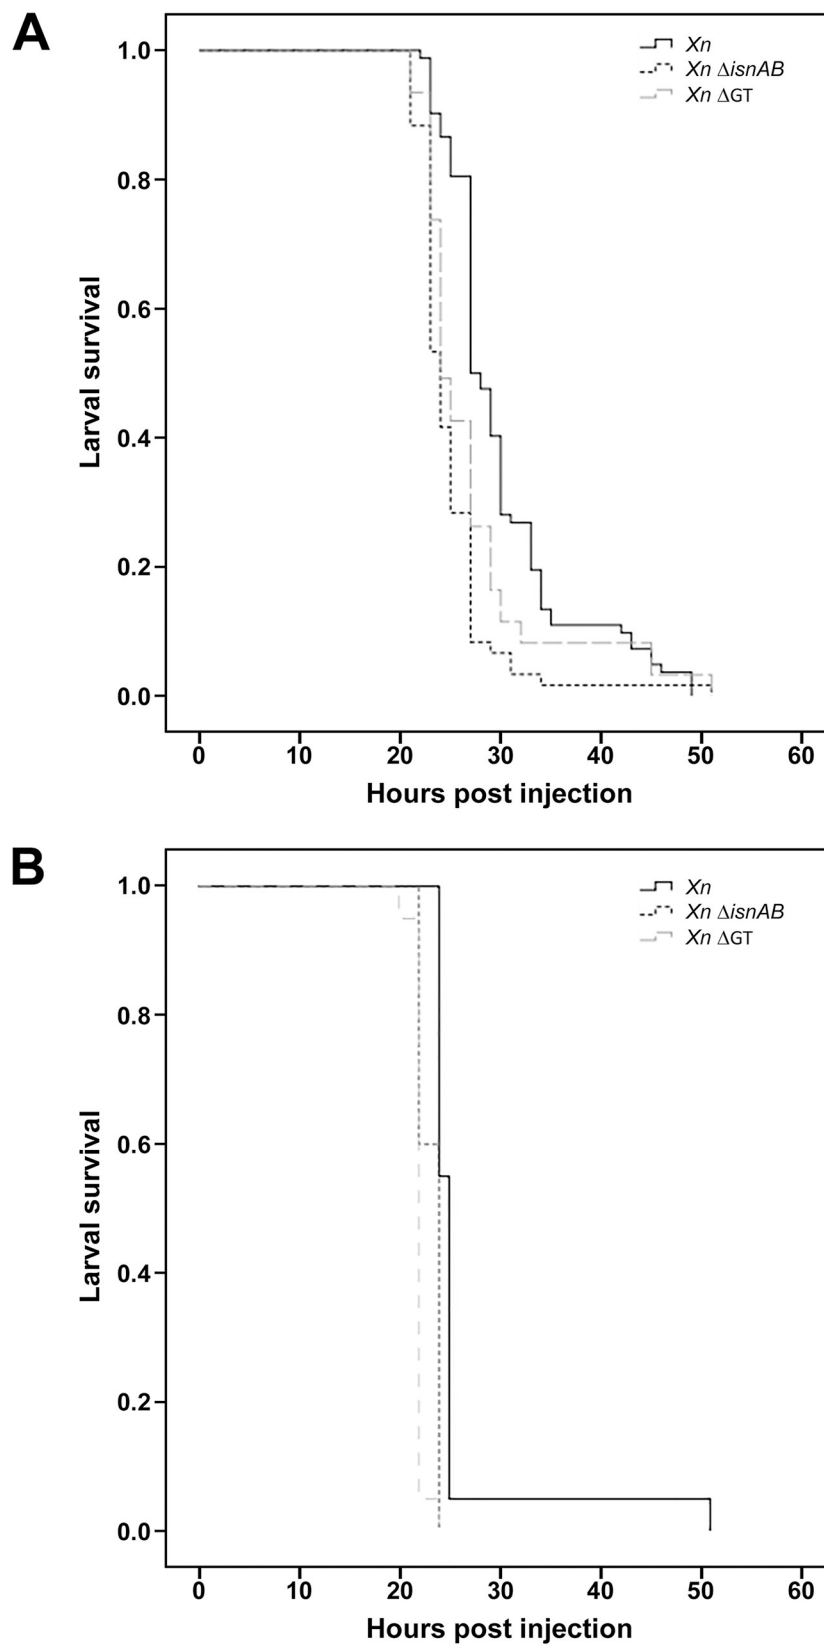 A
Xn
Xn ΔisnAB
Xn ΔGT
1.0
0.8
0.6
0.4
0.2
0.0
Larval survival
0 10 20 30 40 50 60
Hours post injection
B
Xn
Xn ΔisnAB
Xn ΔGT
1.0
0.8
0.6
0.4
0.2
0.0
Larval survival
0 10 20 30 40 50 60
Hours post injection